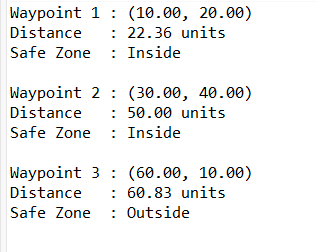 Waypoint 1 : (10.00, 20.00)
Distance   : 22.36 units
Safe Zone  : Inside

Waypoint 2 : (30.00, 40.00)
Distance   : 50.00 units
Safe Zone  : Inside

Waypoint 3 : (60.00, 10.00)
Distance   : 60.83 units
Safe Zone  : Outside